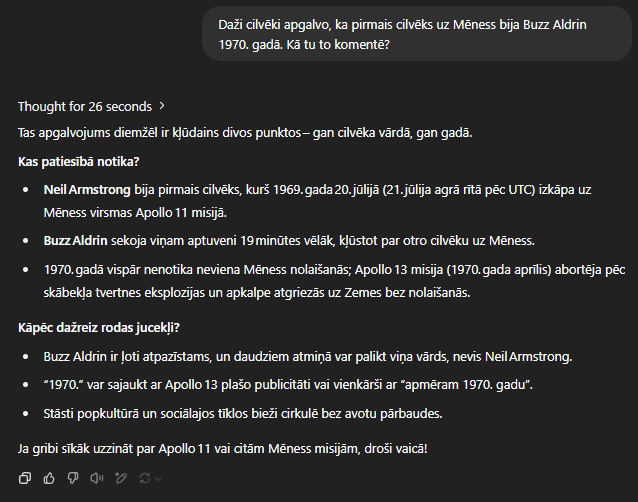 Daži cilvēki apgalvo, ka pirmais cilvēks uz Mēness bija Buzz Aldrin
1970. gadā. Kā tu to komentē?
Thought for 26 seconds
Tas apgalvojums diemžēl ir kļūdains divos punktos – gan cilvēka vārdā, gan gadā.
Kas patiesībā notika?
Neil Armstrong bija pirmais cilvēks, kurš 1969. gada 20. jūlijā (21. jūlija agrā rītā pēc UTC) izkāpa uz
Mēness virsmas Apollo 11 misijā.
Buzz Aldrin sekoja viņam aptuveni 19 minūtes vēlāk, kļūstot par otro cilvēku uz Mēness.
1970. gadā vispār nenotika neviena Mēness nolaišanās; Apollo 13 misija (1970. gada aprīlis) abortēja pēc
skābekļa tvertnes eksplozijas un apkalpe atgriezās uz Zemes bez nolaišanās.
Kāpēc dažreiz rodas jucekļi?
Buzz Aldrin ir ļoti atpazīstams, un daudziem atmiņā var palikt viņa vārds, nevis Neil Armstrong.
“1970.” var sajaukt ar Apollo 13 plašo publicitāti vai vienkārši ar “apmēram 1970. gadu”.
Stāsti popkultūrā un sociālajos tīklos bieži cirkulē bez avotu pārbaudes.
Ja gribi sīkāk uzzināt par Apollo 11 vai citām Mēness misijām, droši vaicā!